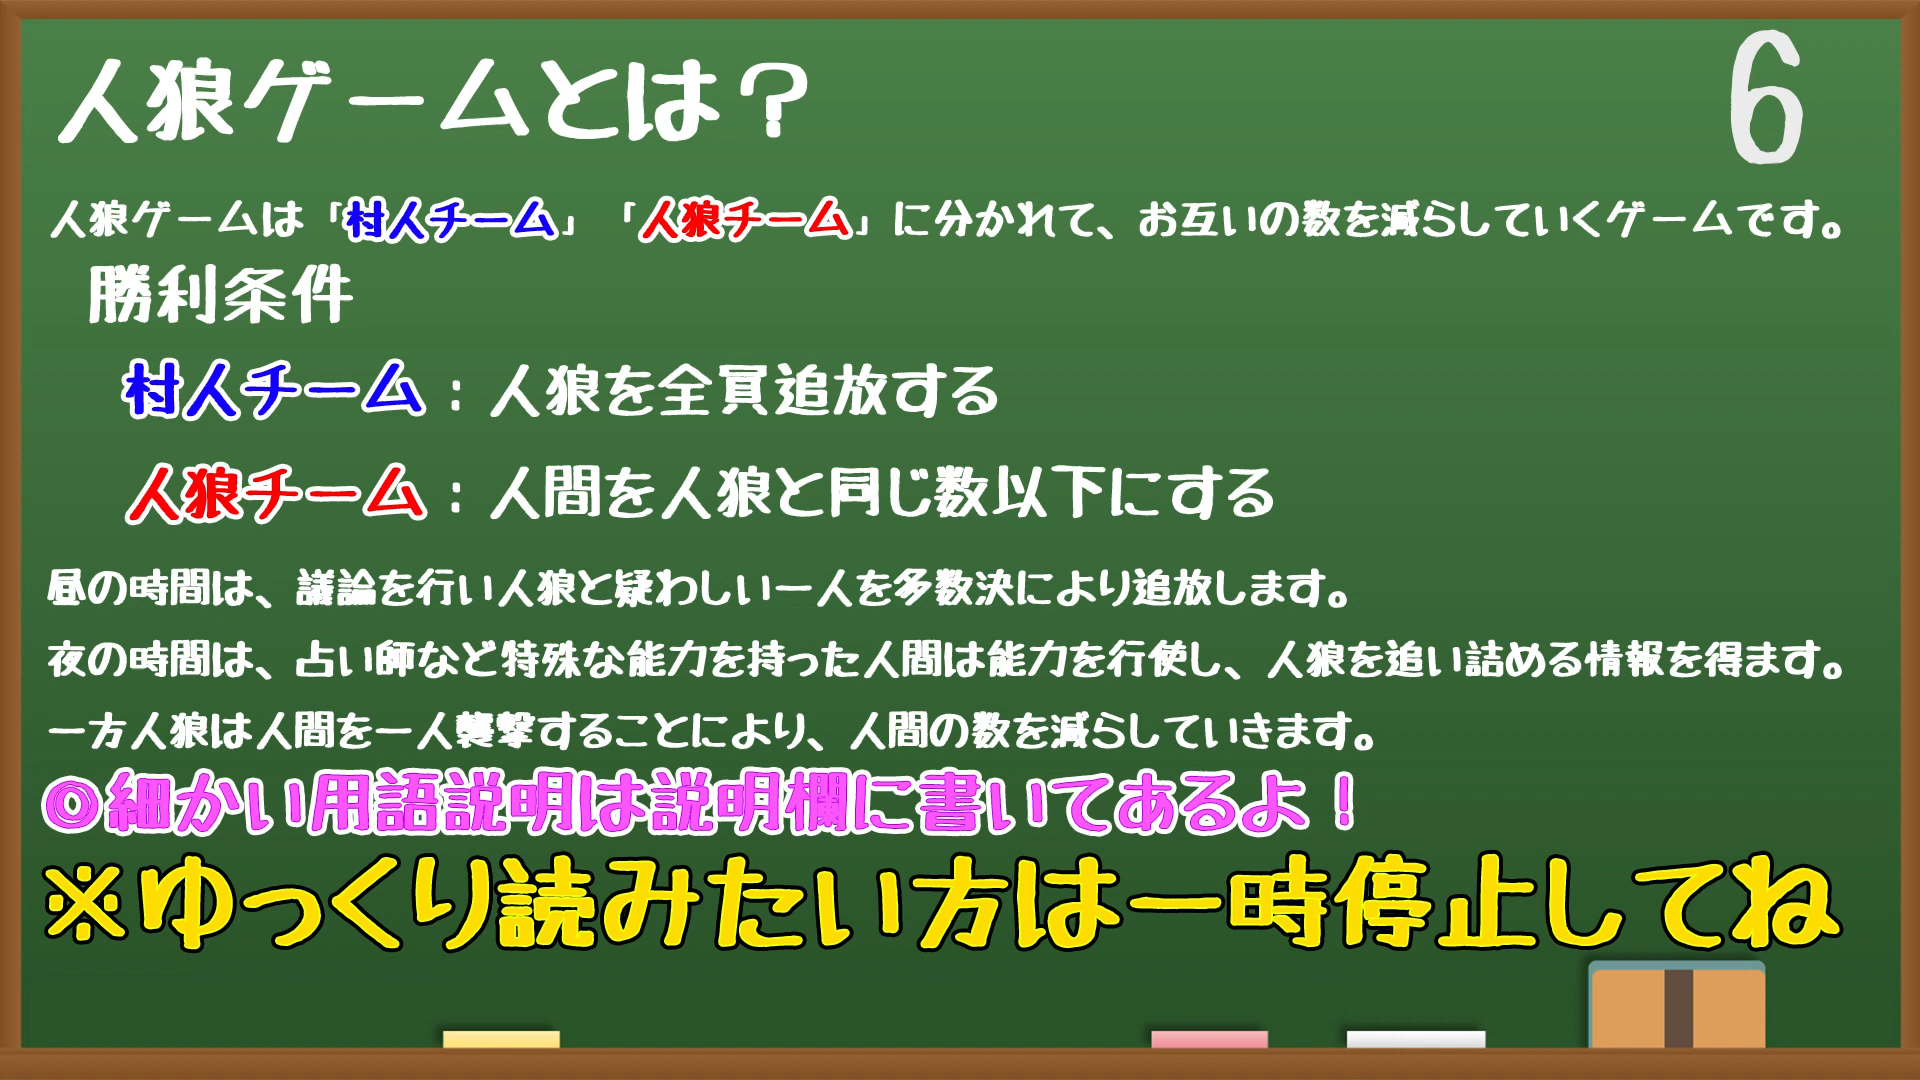 人狼ゲームとは？
6
人狼ゲームは「村人チーム」「人狼チーム」に分かれて、お互いの数を減らしていくゲームです。
勝利条件
村人チーム：人狼を全員追放する
人狼チーム：人間を人狼と同じ数以下にする
昼の時間は、議論を行い人狼と疑わしい一人を多数決により追放します。
夜の時間は、占い師など特殊な能力を持った人間は能力を行使し、人狼を追い詰める情報を得ます。
一方人狼は人間を一人襲撃することにより、人間の数を減らしていきます。
◎細かい用語説明は説明欄に書いてあるよ！
※ゆっくり読みたい方は一時停止してね